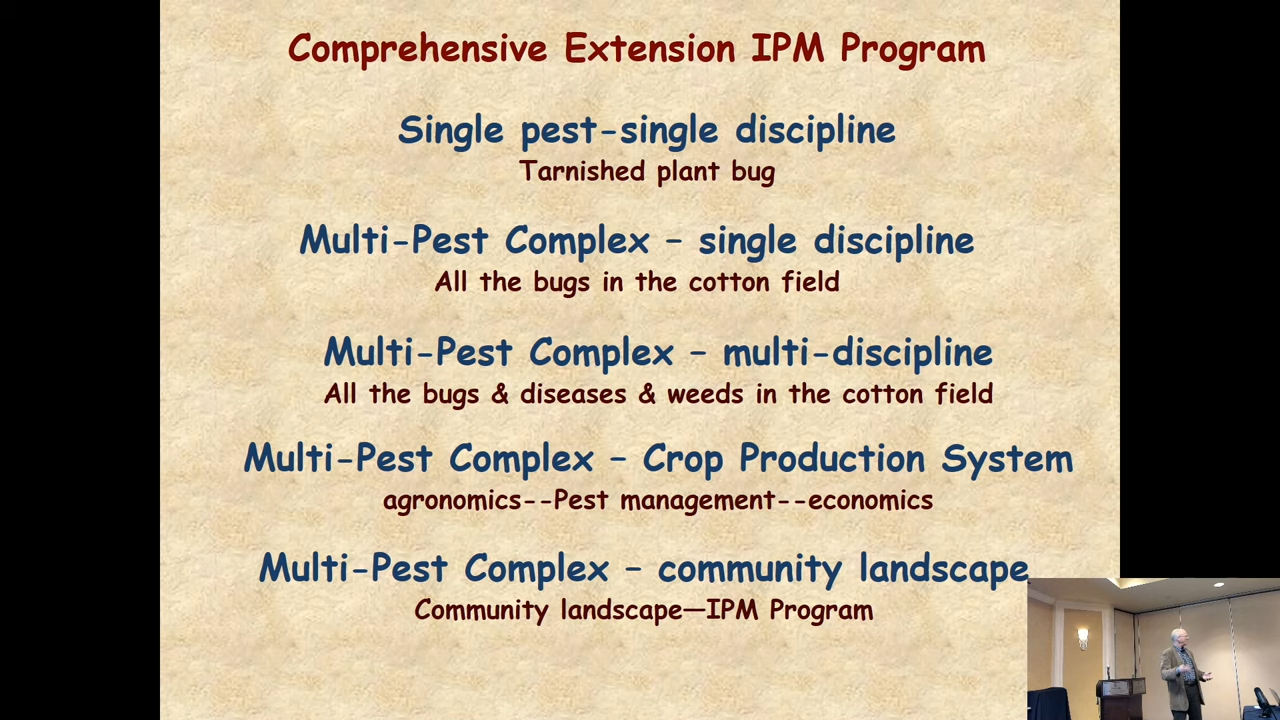 Comprehensive Extension IPM Program
Single pest-single discipline
Tarnished plant bug
Multi-Pest Complex – single discipline
All the bugs in the cotton field
Multi-Pest Complex – multi-discipline
All the bugs & diseases & weeds in the cotton field
Multi-Pest Complex – Crop Production System
agronomics--Pest management--economics
Multi-Pest Complex – community landscape
Community landscape—IPM Program